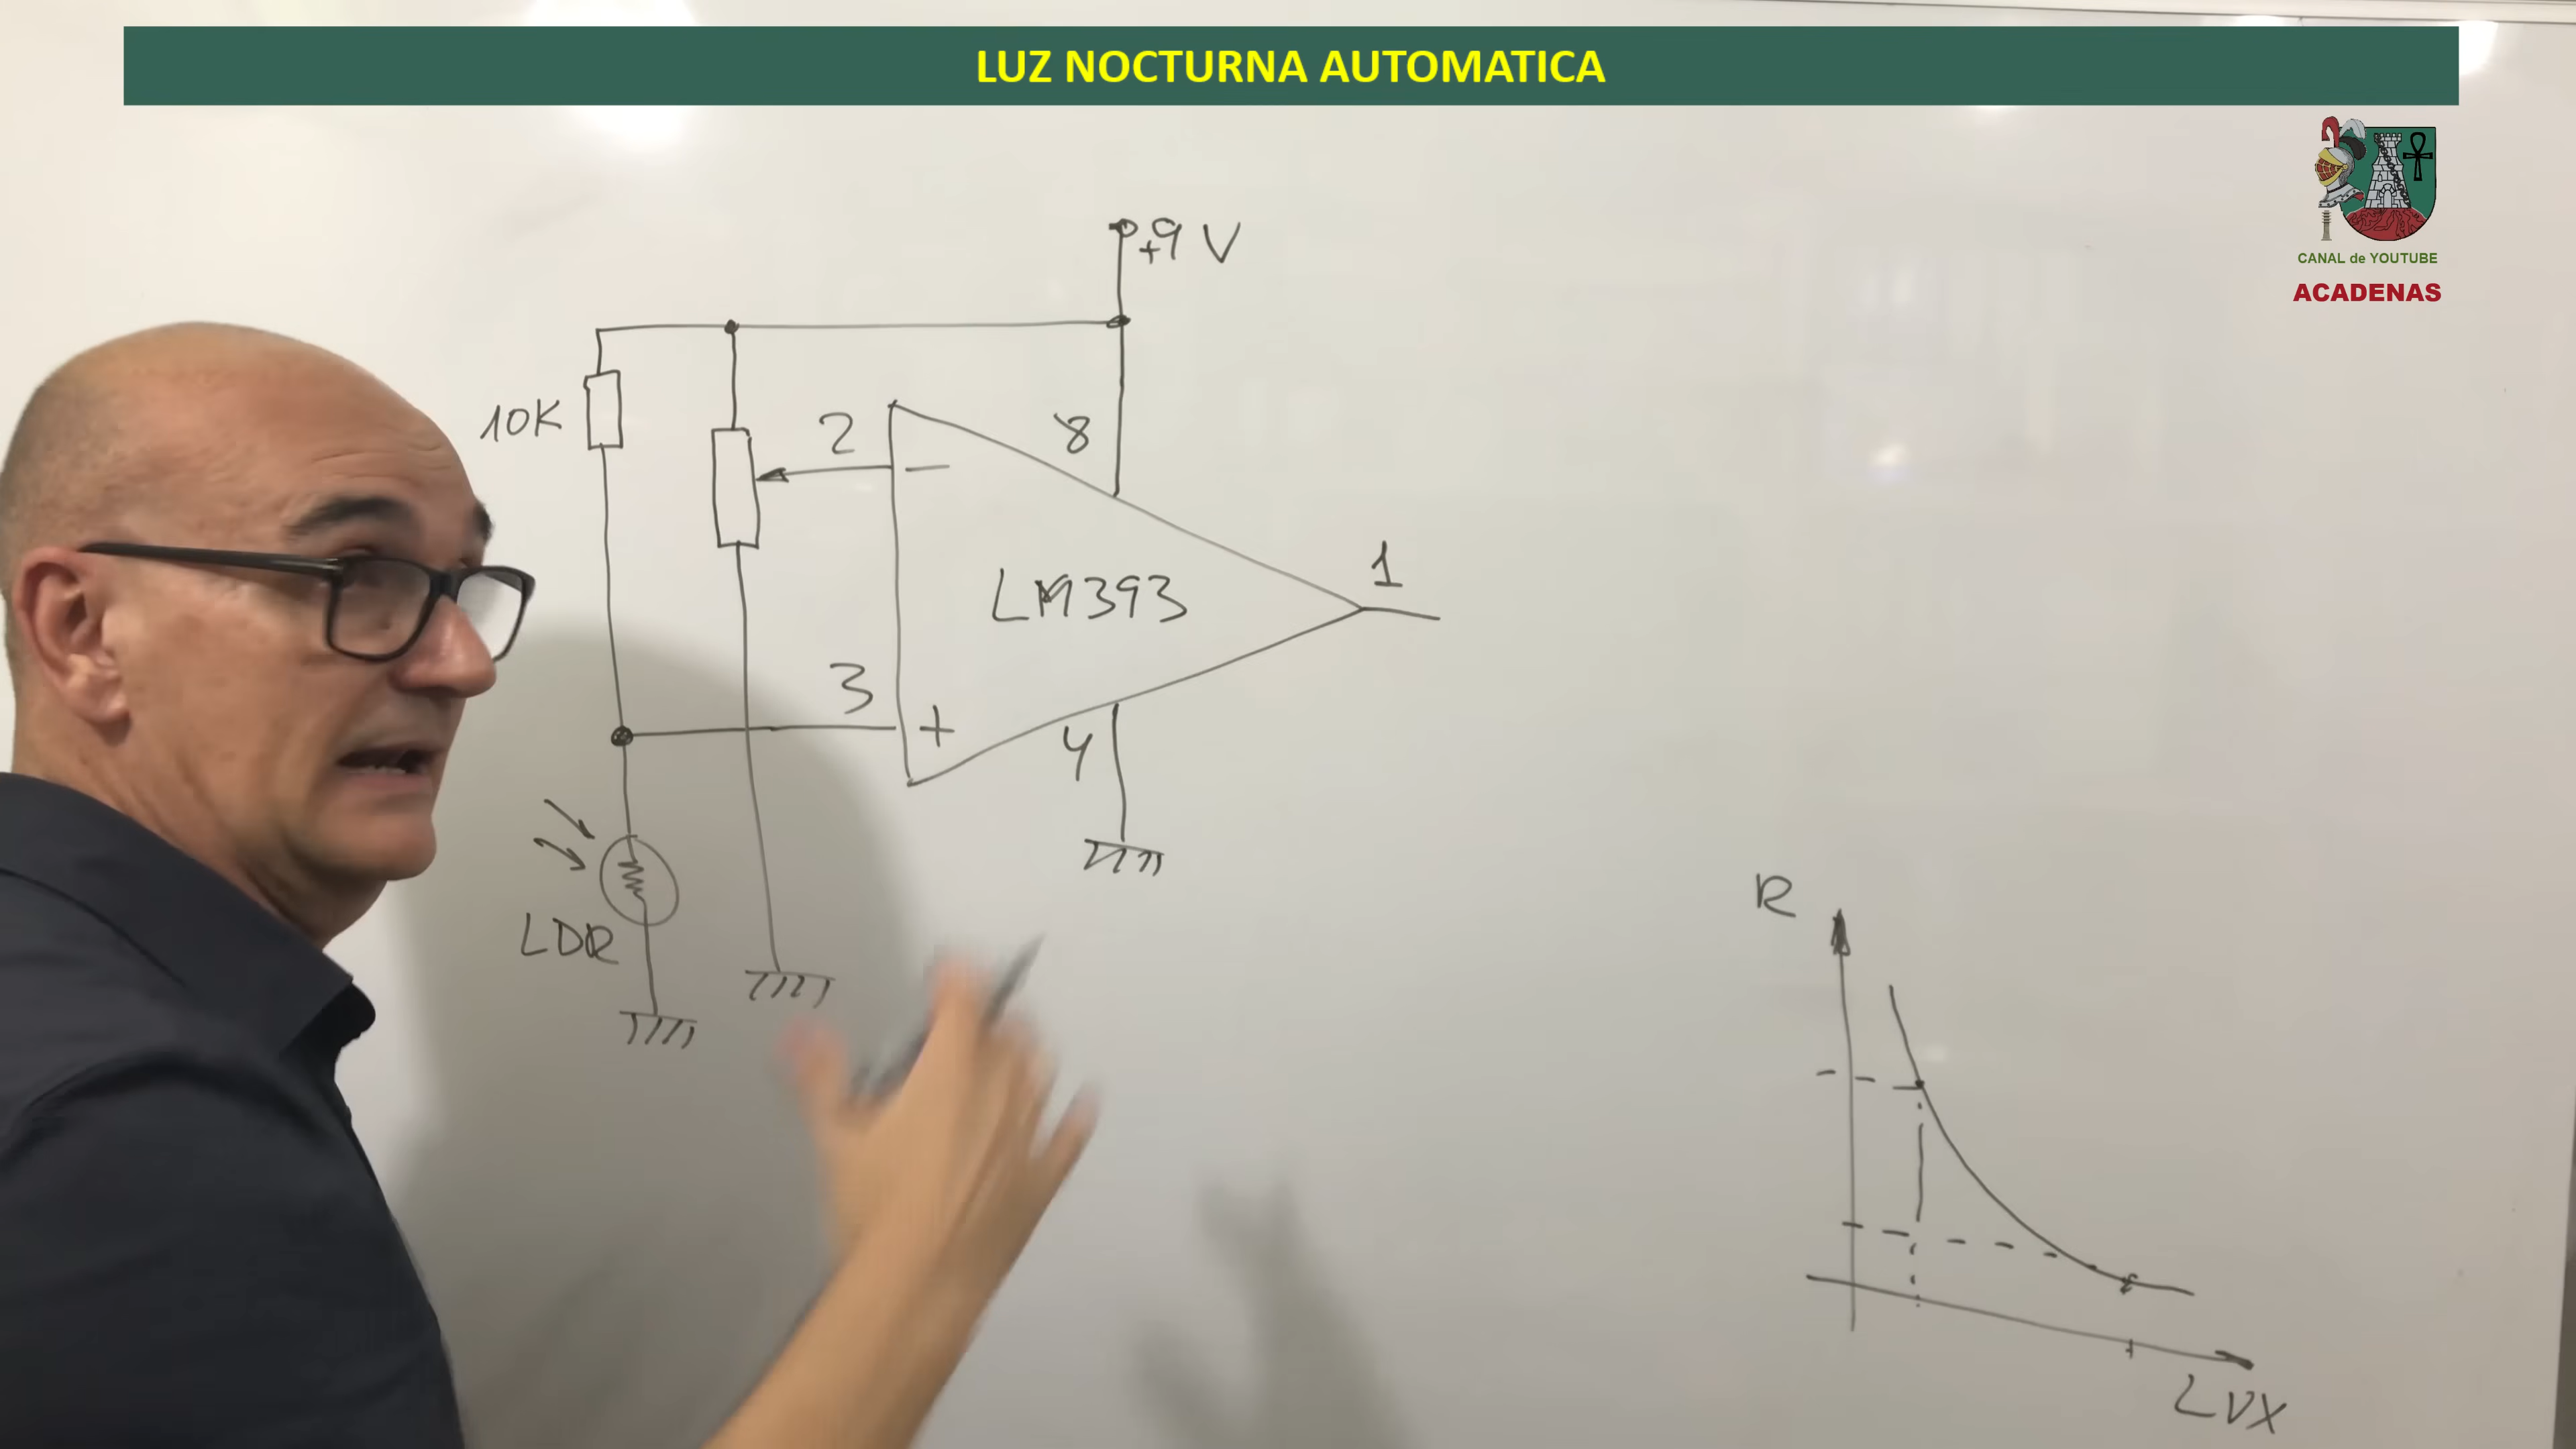 LUZ NOCTURNA AUTOMATICA
CANAL de YOUTUBE
ACADENAS
+9 V
10K
2
8
LM393
1
3
4
-
+
LDR
R
LUX